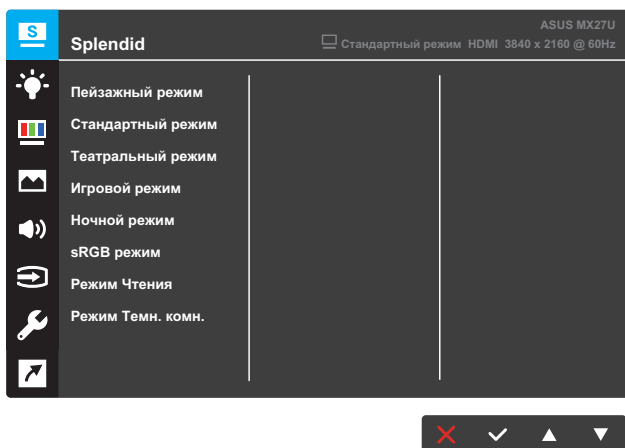 S
Splendid
ASUS MX27U
Стандартный режим HDMI 3840 x 2160 @ 60Hz
Пейзажный режим
Стандартный режим
Театральный режим
Игровой режим
Ночной режим
sRGB режим
Режим Чтения
Режим Темн. комн.